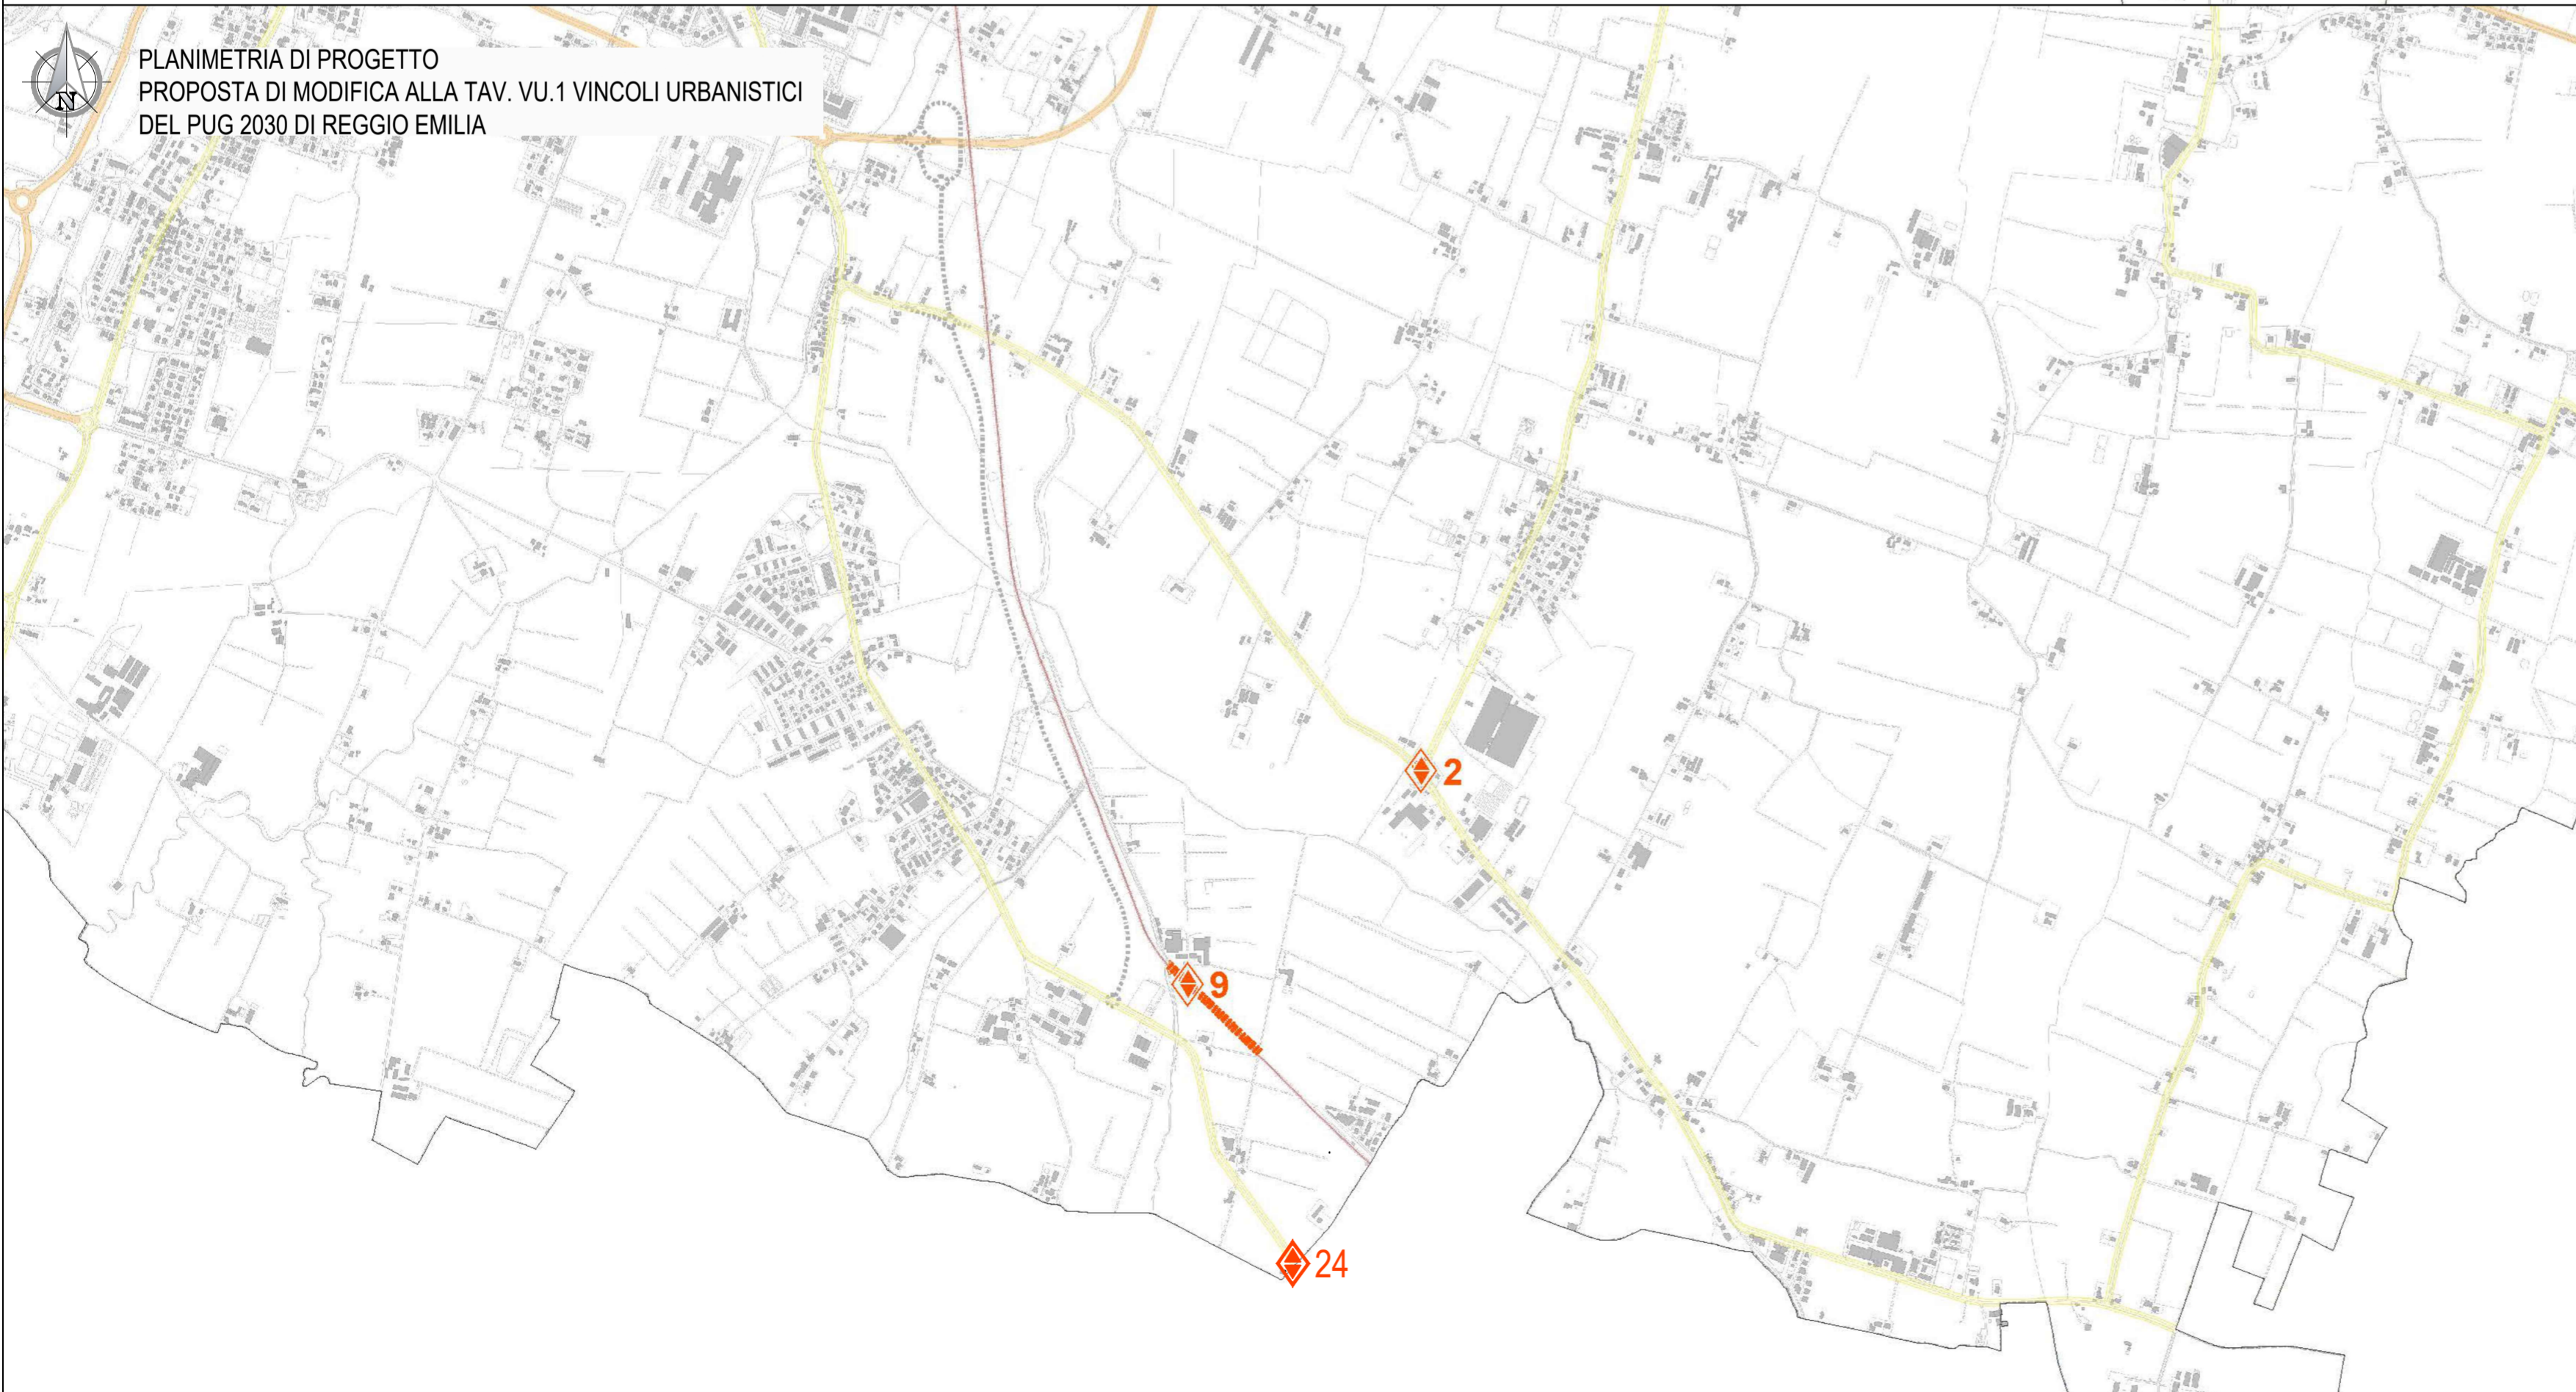 PLANIMETRIA DI PROGETTO
PROPOSTA DI MODIFICA ALLA TAV. VU.1 VINCOLI URBANISTICI
DEL PUG 2030 DI REGGIO EMILIA
N
2
9
24